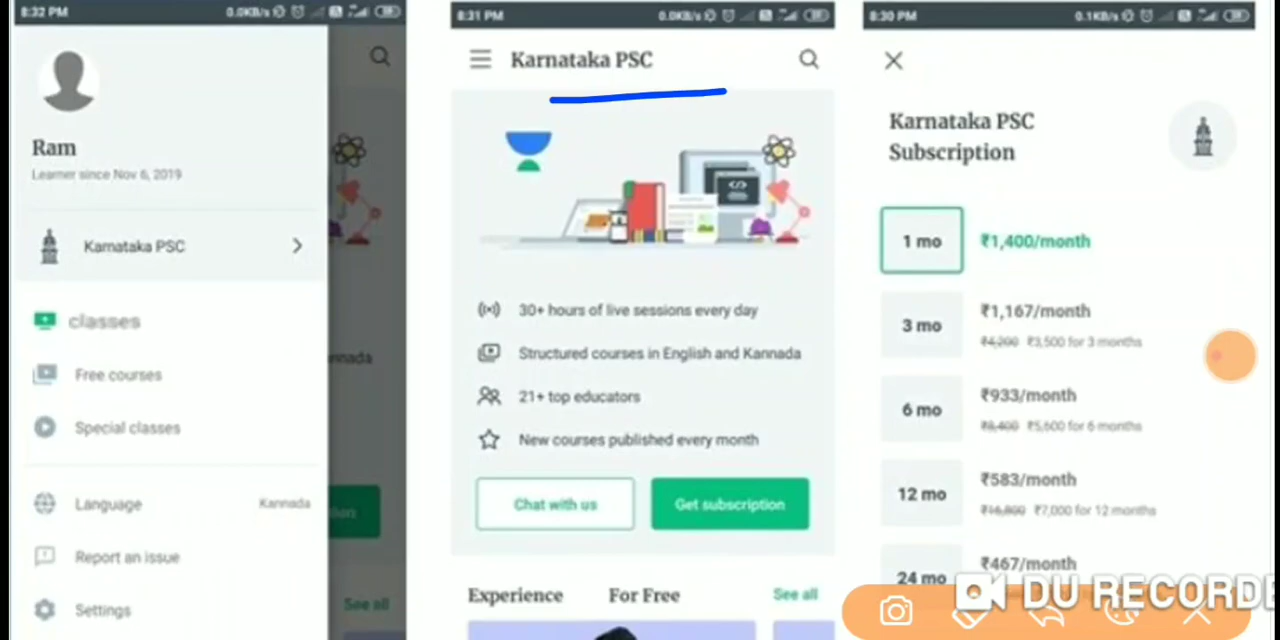 8:32 PM 0.0KB/s
Ram
Learner since Nov 6, 2019
Karnataka PSC
classes
Free courses
Special classes
Language Kannada
Report an issue
Settings
nnada
tion
See all
8:31 PM 0.0KB/s
Karnataka PSC
30+ hours of live sessions every day
Structured courses in English and Kannada
21+ top educators
New courses published every month
Chat with us
Get subscription
Experience For Free See all
8:30 PM 0.1KB/s
Karnataka PSC
Subscription
1 mo ₹1,400/month
3 mo ₹1,167/month
₹4,200 ₹3,500 for 3 months
6 mo ₹933/month
₹8,400 ₹5,600 for 6 months
12 mo ₹583/month
₹16,800 ₹7,000 for 12 months
24 mo ₹467/month
DU RECORDE